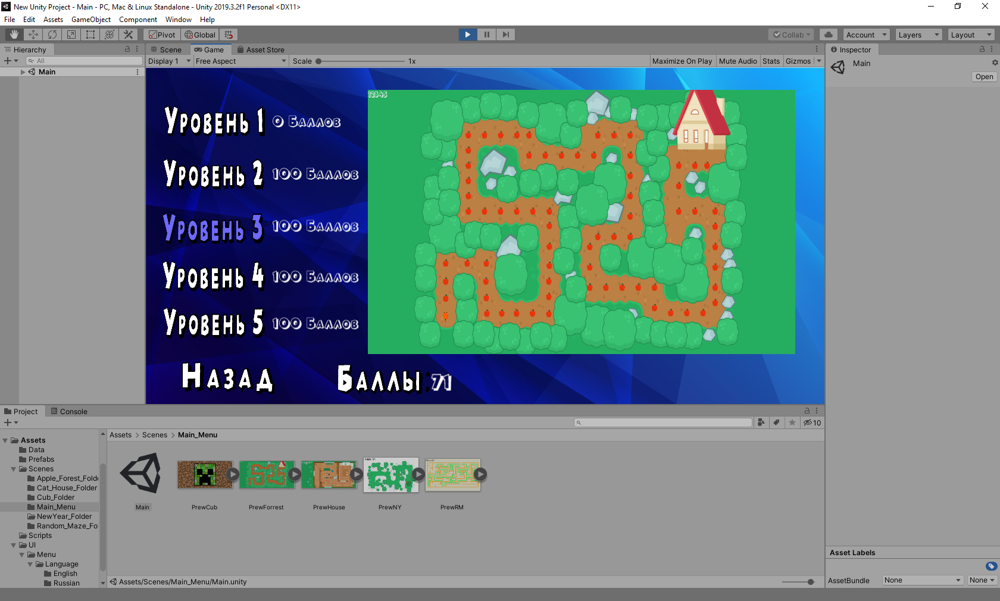 New Unity Project - Main - PC, Mac & Linux Standalone - Unity 2019.3.2f1 Personal <DX11>
File Edit Assets GameObject Component Window Help
Pivot Global Collab Account Layers Layout
Hierarchy Scene Game Asset Store Inspector
All Display 1 Free Aspect Scale 1x Maximize On Play Mute Audio Stats Gizmos Main
Main
Open
12345
Уровень 1 0 Баллов
Уровень 2 100 Баллов
Уровень 3 100 Баллов
Уровень 4 100 Баллов
Уровень 5 100 Баллов
Назад Баллы:71
Project Console
10
Assets
Data
Prefabs
Scenes
Apple_Forest_Folde
Cat_House_Folder
Cub_Folder
Main_Menu
NewYear_Folder
Random_Maze_Fo
Scripts
UI
Menu
Language
English
Russian
Assets > Scenes > Main_Menu
Main PrewCub PrewForrest PrewHouse PrewNY PrewRM
Assets/Scenes/Main_Menu/Main.unity
Asset Labels
AssetBundle None None